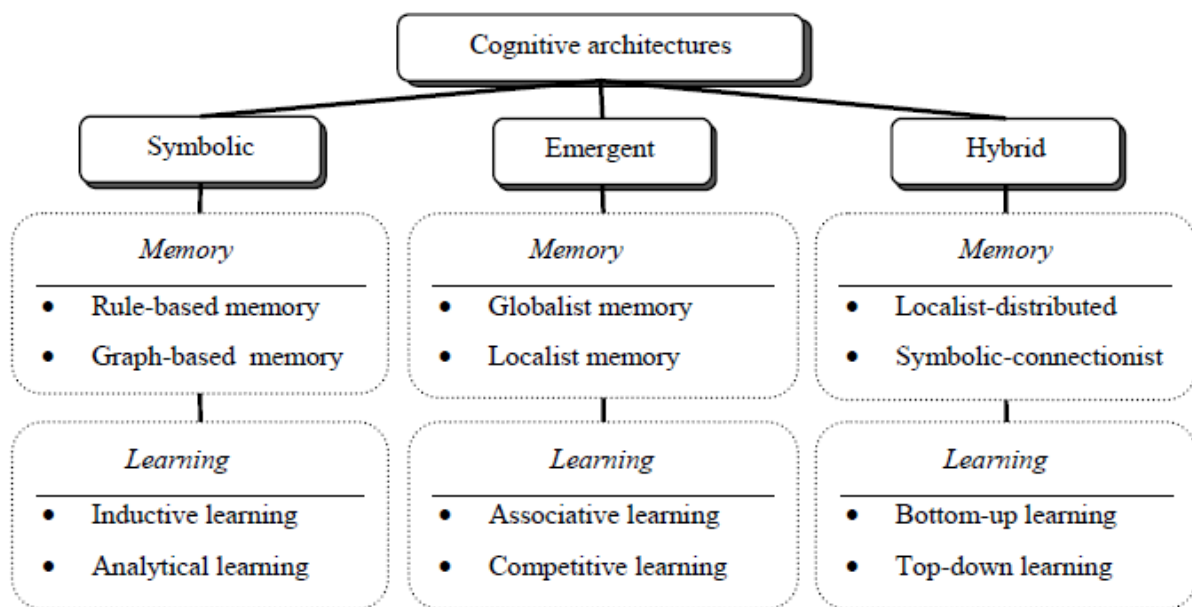 Cognitive architectures
Symbolic
Emergent
Hybrid
Memory
• Rule-based memory
• Graph-based memory
Memory
• Globalist memory
• Localist memory
Memory
• Localist-distributed
• Symbolic-connectionist
Learning
• Inductive learning
• Analytical learning
Learning
• Associative learning
• Competitive learning
Learning
• Bottom-up learning
• Top-down learning